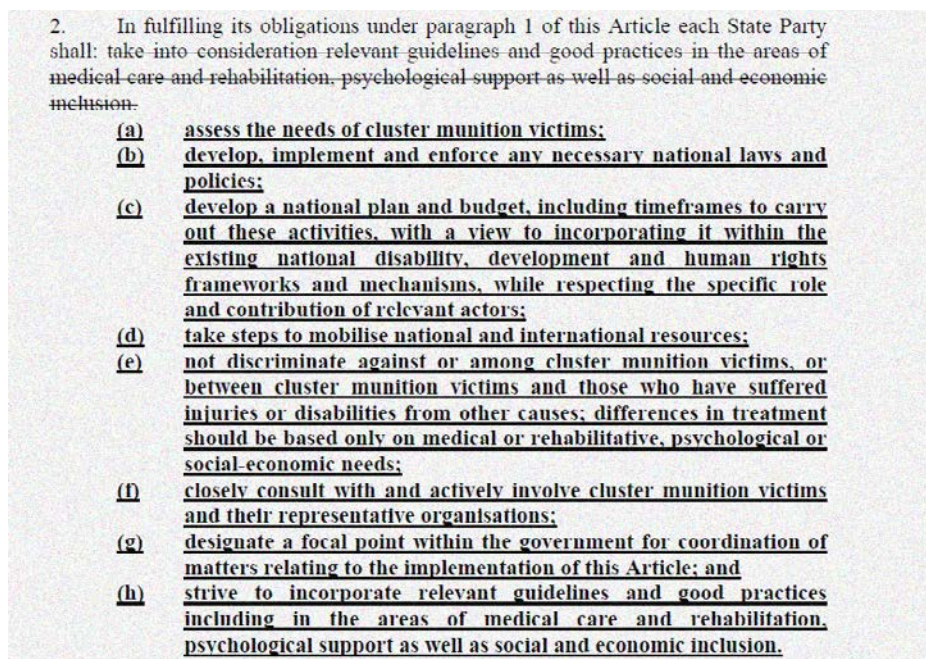 2. In fulfilling its obligations under paragraph 1 of this Article each State Party
shall: take into consideration relevant guidelines and good practices in the areas of
medical care and rehabilitation, psychological support as well as social and economic
inclusion.
(a) assess the needs of cluster munition victims;
(b) develop, implement and enforce any necessary national laws and
policies;
(c) develop a national plan and budget, including timeframes to carry
out these activities, with a view to incorporating it within the
existing national disability, development and human rights
frameworks and mechanisms, while respecting the specific role
and contribution of relevant actors;
(d) take steps to mobilise national and international resources;
(e) not discriminate against or among cluster munition victims, or
between cluster munition victims and those who have suffered
injuries or disabilities from other causes; differences in treatment
should be based only on medical or rehabilitative, psychological or
social-economic needs;
(f) closely consult with and actively involve cluster munition victims
and their representative organisations;
(g) designate a focal point within the government for coordination of
matters relating to the implementation of this Article; and
(h) strive to incorporate relevant guidelines and good practices
including in the areas of medical care and rehabilitation,
psychological support as well as social and economic inclusion.